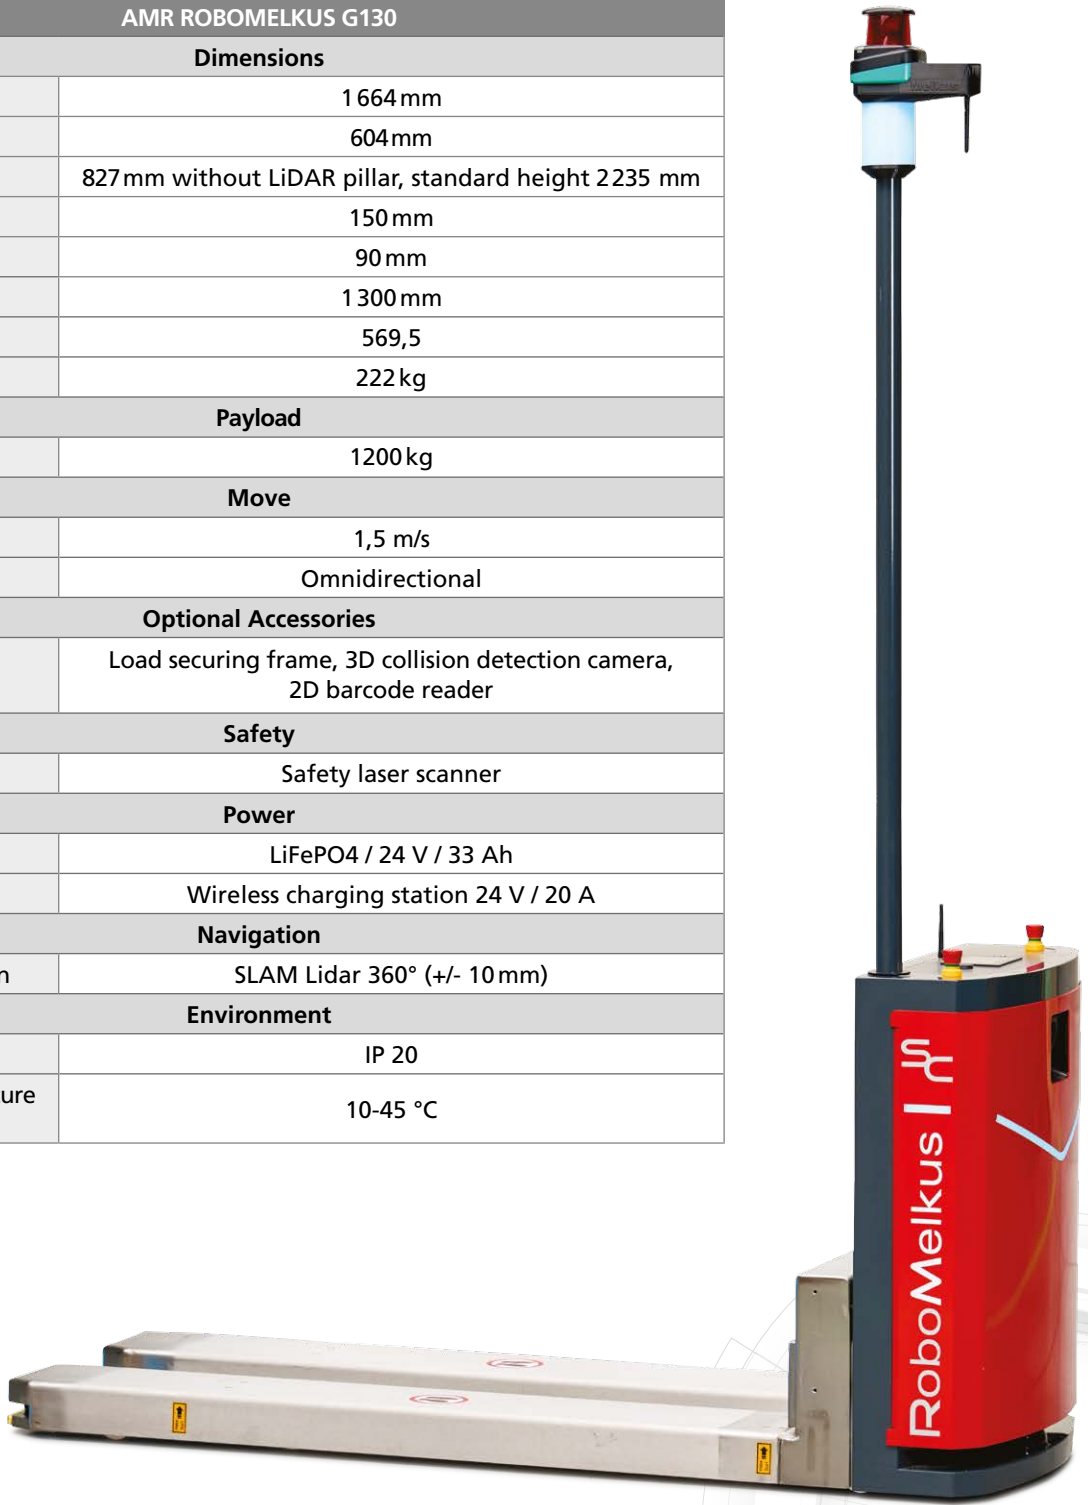 AMR ROBOMELKUS G130
Dimensions
1 664 mm
604 mm
827 mm without LiDAR pillar, standard height 2 235 mm
150 mm
90 mm
1 300 mm
569,5
222 kg
Payload
1200 kg
Move
1,5 m/s
Omnidirectional
Optional Accessories
Load securing frame, 3D collision detection camera,
2D barcode reader
Safety
Safety laser scanner
Power
LiFePO4 / 24 V / 33 Ah
Wireless charging station 24 V / 20 A
Navigation
n SLAM Lidar 360° (+/- 10 mm)
Environment
IP 20
ure
10-45 °C
RoboMelkus